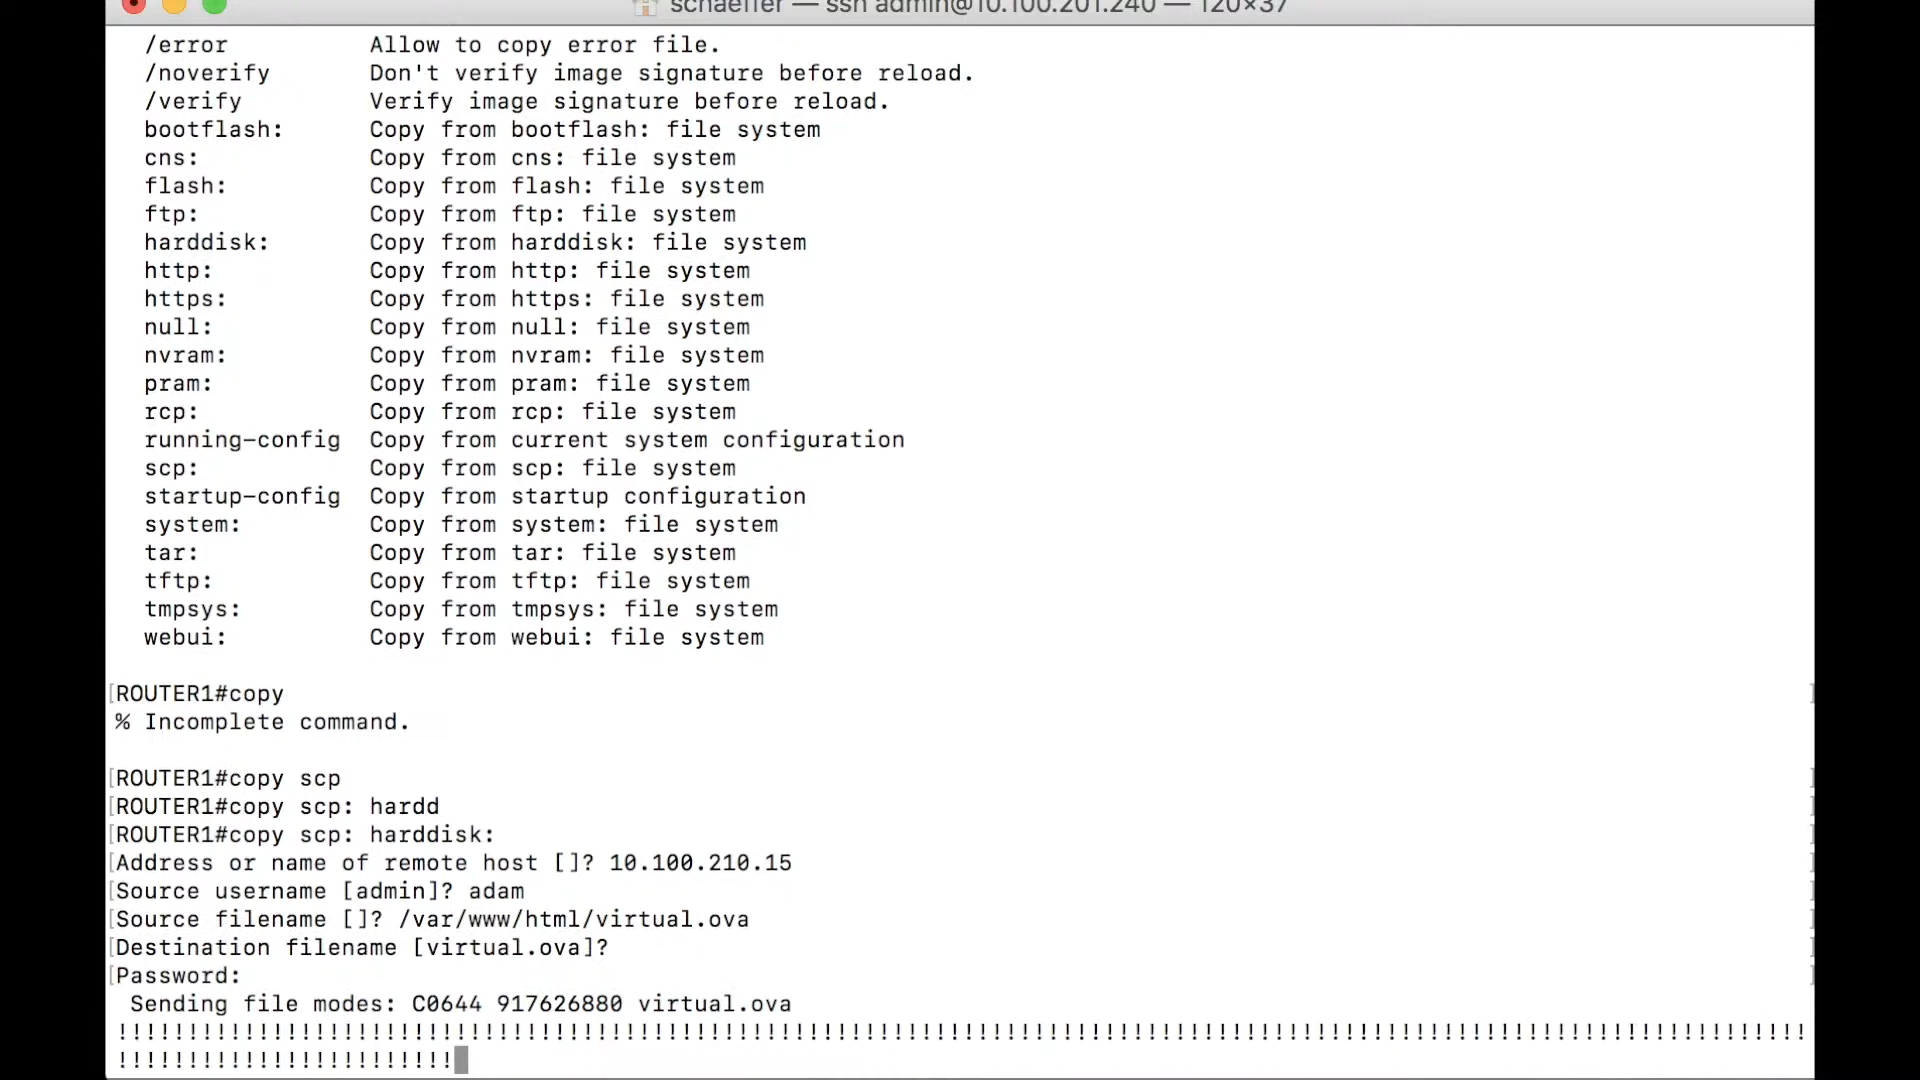 schaeffer — ssh admin@10.100.201.240 — 120×37
/error Allow to copy error file.
/noverify Don't verify image signature before reload.
/verify Verify image signature before reload.
bootflash: Copy from bootflash: file system
cns: Copy from cns: file system
flash: Copy from flash: file system
ftp: Copy from ftp: file system
harddisk: Copy from harddisk: file system
http: Copy from http: file system
https: Copy from https: file system
null: Copy from null: file system
nvram: Copy from nvram: file system
pram: Copy from pram: file system
rcp: Copy from rcp: file system
running-config Copy from current system configuration
scp: Copy from scp: file system
startup-config Copy from startup configuration
system: Copy from system: file system
tar: Copy from tar: file system
tftp: Copy from tftp: file system
tmpsys: Copy from tmpsys: file system
webui: Copy from webui: file system
[ROUTER1#copy ]
% Incomplete command.
[ROUTER1#copy scp ]
[ROUTER1#copy scp: hardd ]
[ROUTER1#copy scp: harddisk: ]
[Address or name of remote host []? 10.100.210.15 ]
[Source username [admin]? adam ]
[Source filename []? /var/www/html/virtual.ova ]
[Destination filename [virtual.ova]? ]
[Password: ]
Sending file modes: C0644 917626880 virtual.ova
!!!!!!!!!!!!!!!!!!!!!!!!!!!!!!!!!!!!!!!!!!!!!!!!!!!!!!!!!!!!!!!!!!!!!!!!!!!!!!!!!!!!!!!!!!!!!!!!!!!!!!!!!!!!!!!!!!!!!!!!
!!!!!!!!!!!!!!!!!!!!!!!!